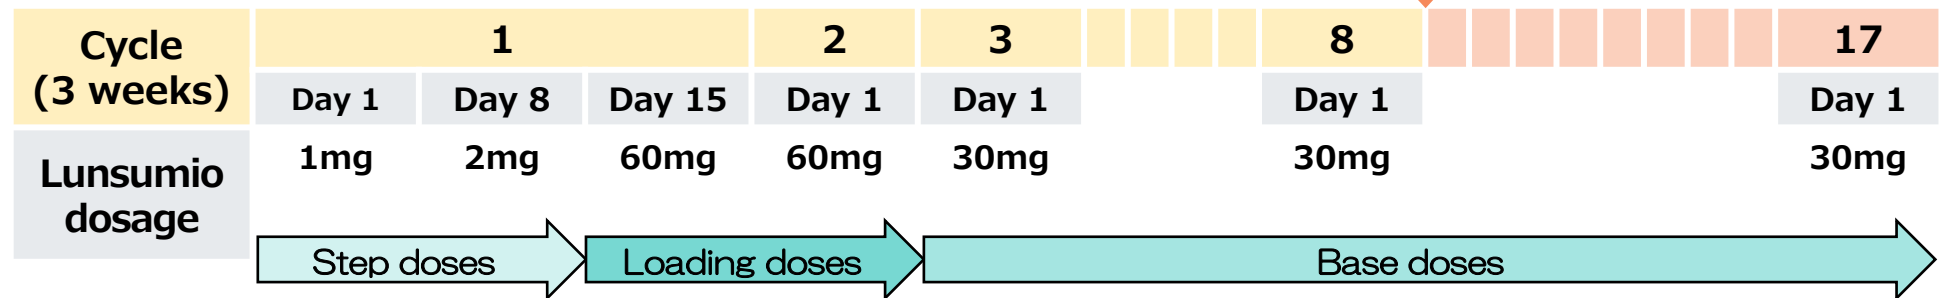 Cycle
(3 weeks)
1 2 3 8 17
Day 1 Day 8 Day 15 Day 1 Day 1 Day 1 Day 1
Lunsumio
dosage
1mg 2mg 60mg 60mg 30mg 30mg 30mg
Step doses Loading doses Base doses